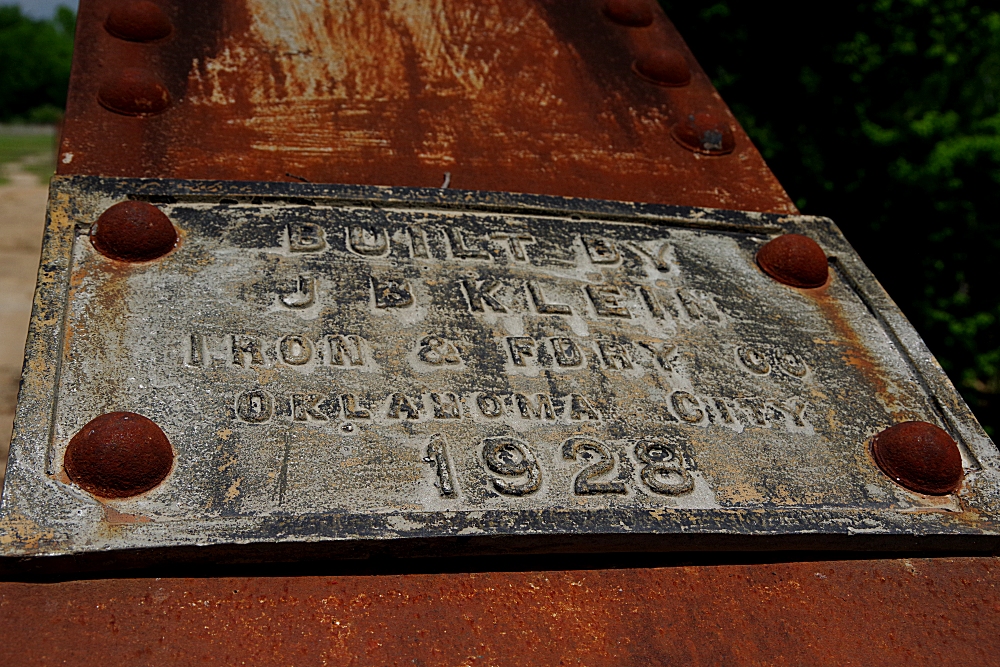 BUILT BY
J B KLEIN
IRON & FDRY CO
OKLAHOMA CITY
1928